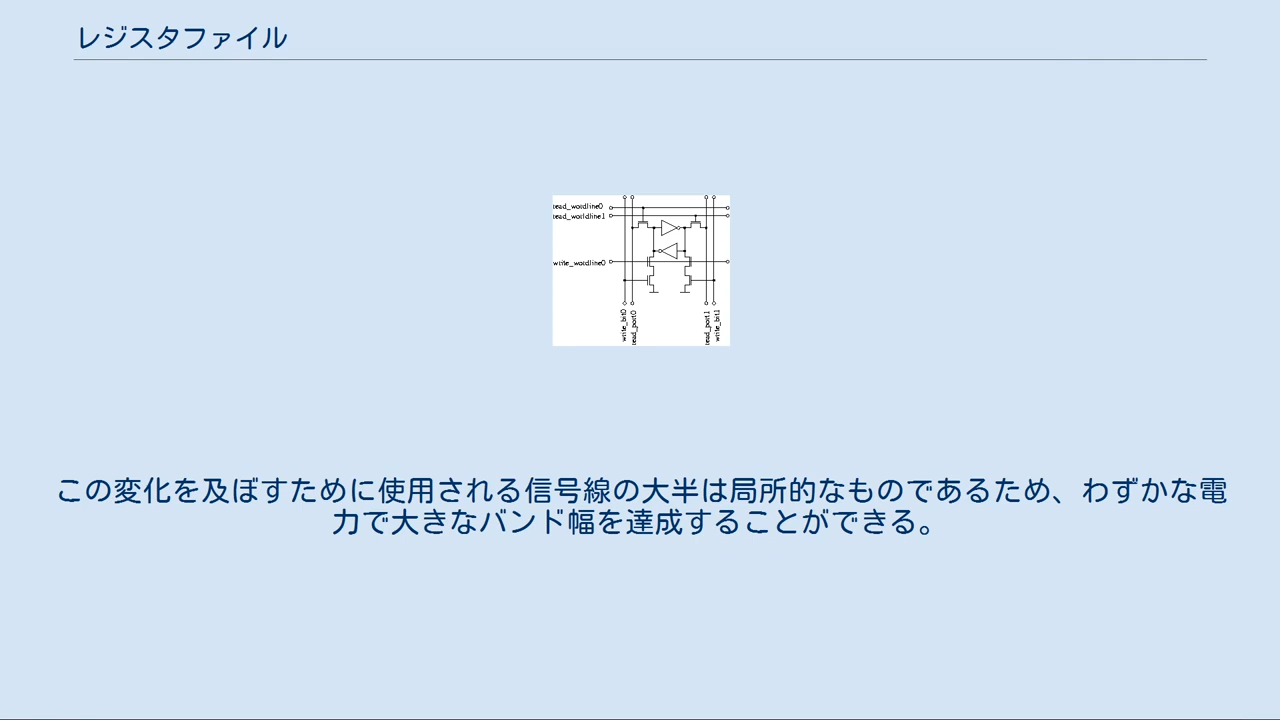 レジスタファイル
read_wordline0
read_wordline1
write_wordline0
write_bit0
read_port0
read_port1
write_bit1
この変化を及ぼすために使用される信号線の大半は局所的なものであるため、わずかな電
力で大きなバンド幅を達成することができる。